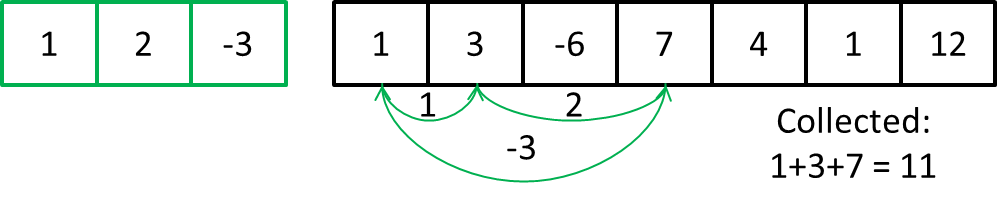 1 2 -3 1 3 -6 7 4 1 12
1 2
-3
Collected:
1+3+7 = 11